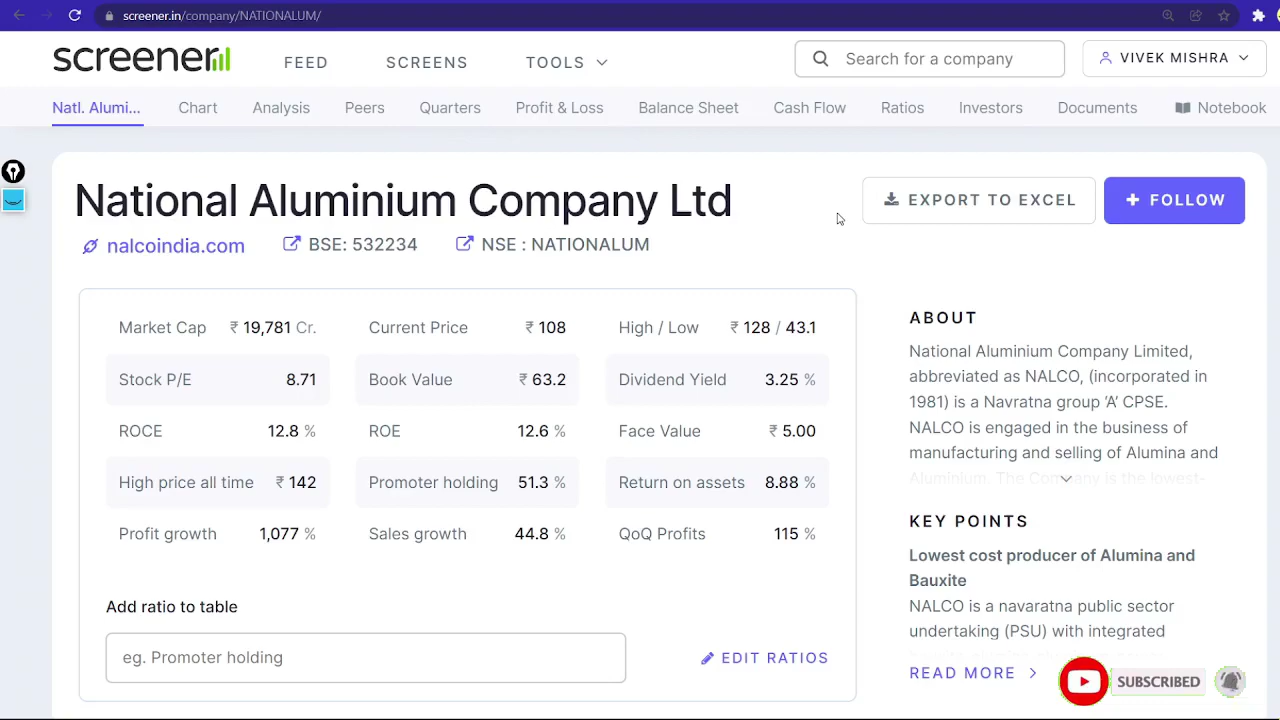 screener.in/company/NATIONALUM/
screener
FEED
SCREENS
TOOLS
Search for a company
VIVEK MISHRA
Natl. Alumi...
Chart
Analysis
Peers
Quarters
Profit & Loss
Balance Sheet
Cash Flow
Ratios
Investors
Documents
Notebook
National Aluminium Company Ltd
EXPORT TO EXCEL
+ FOLLOW
nalcoindia.com
BSE: 532234
NSE : NATIONALUM
Market Cap ₹ 19,781 Cr.
Current Price ₹ 108
High / Low ₹ 128 / 43.1
Stock P/E 8.71
Book Value ₹ 63.2
Dividend Yield 3.25 %
ROCE 12.8 %
ROE 12.6 %
Face Value ₹ 5.00
High price all time ₹ 142
Promoter holding 51.3 %
Return on assets 8.88 %
Profit growth 1,077 %
Sales growth 44.8 %
QoQ Profits 115 %
Add ratio to table
eg. Promoter holding
EDIT RATIOS
ABOUT
National Aluminium Company Limited,
abbreviated as NALCO, (incorporated in
1981) is a Navratna group ‘A’ CPSE.
NALCO is engaged in the business of
manufacturing and selling of Alumina and
Aluminium. The Company is the lowest-
KEY POINTS
Lowest cost producer of Alumina and
Bauxite
NALCO is a navaratna public sector
undertaking (PSU) with integrated
READ MORE
SUBSCRIBED